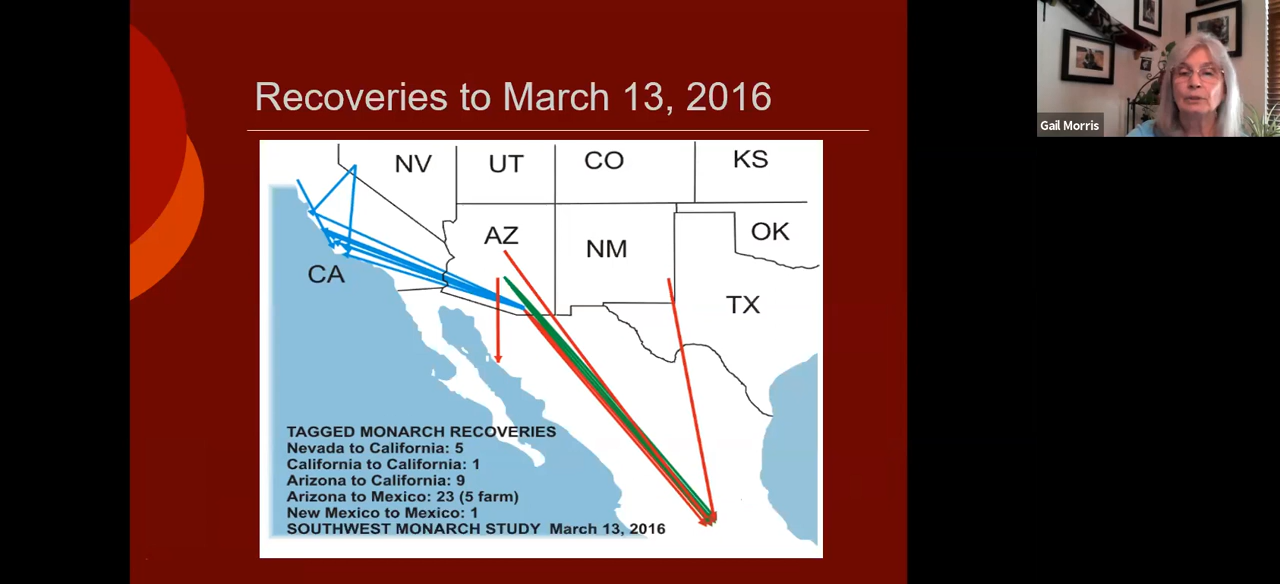 Recoveries to March 13, 2016
Gail Morris
NV
UT
CO
KS
AZ
NM
OK
CA
TX
TAGGED MONARCH RECOVERIES
Nevada to California: 5
California to California: 1
Arizona to California: 9
Arizona to Mexico: 23 (5 farm)
New Mexico to Mexico: 1
SOUTHWEST MONARCH STUDY March 13, 2016